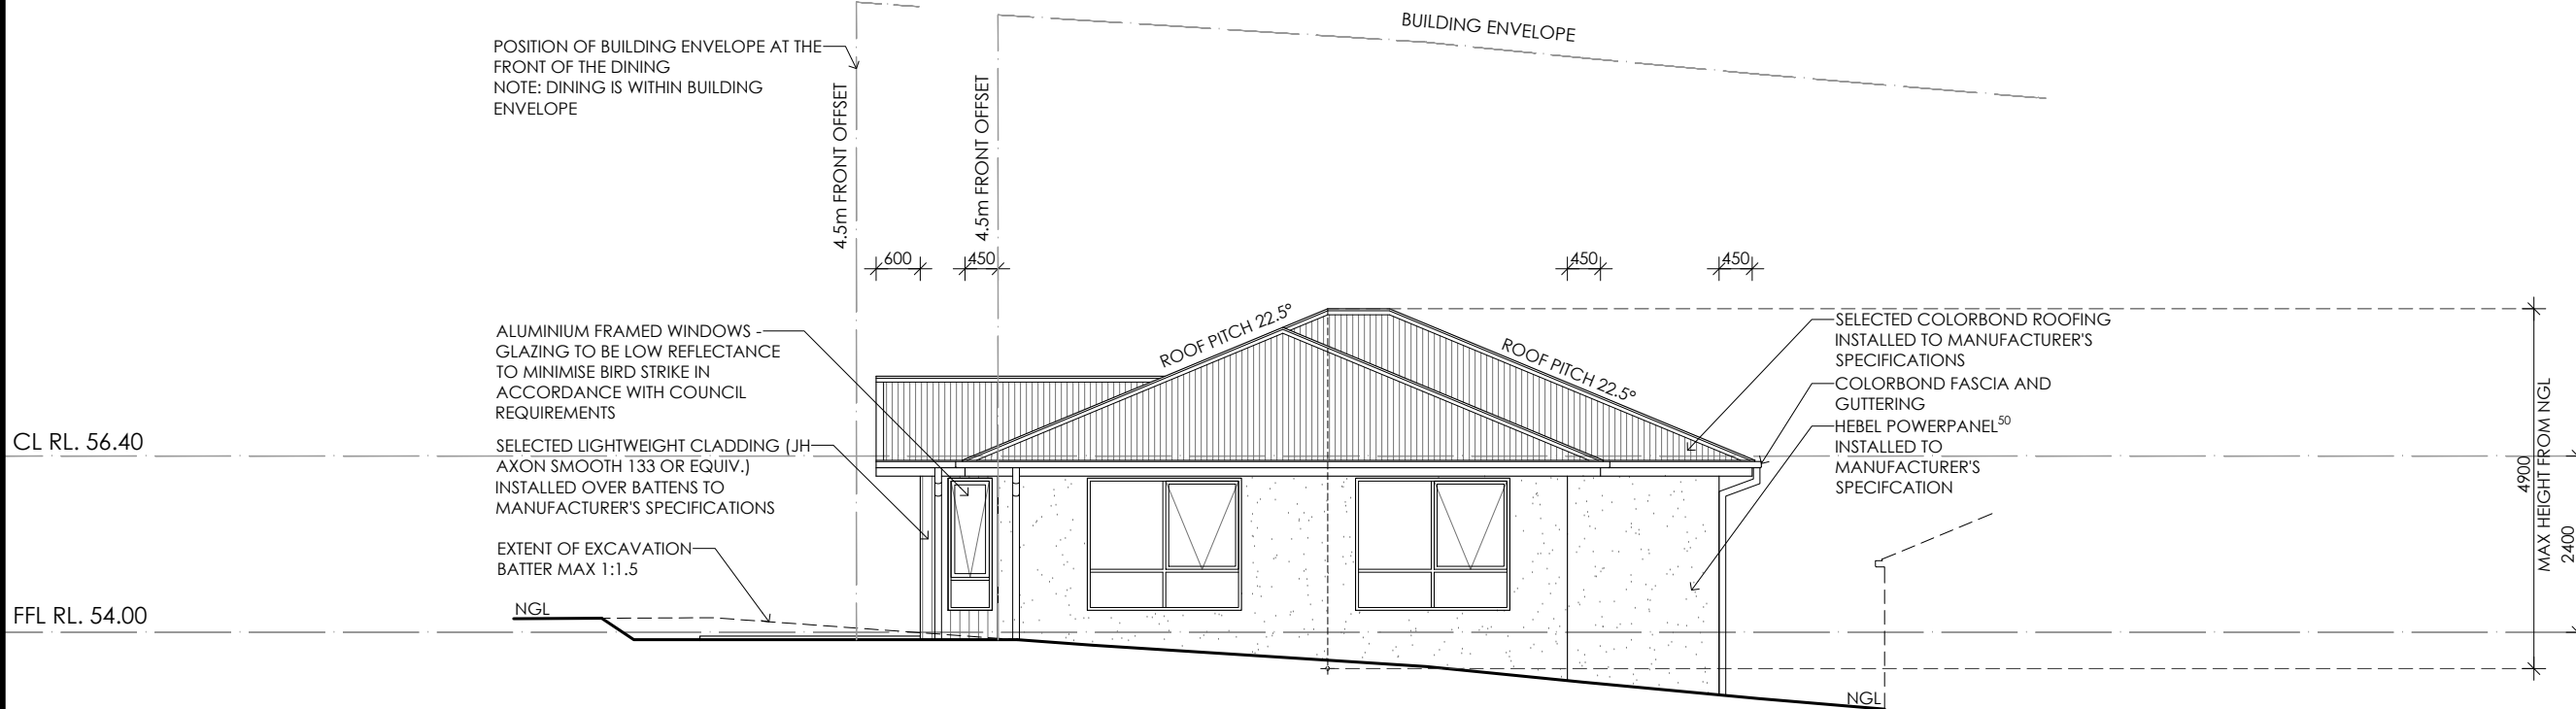 BUILDING ENVELOPE
POSITION OF BUILDING ENVELOPE AT THE
FRONT OF THE DINING
NOTE: DINING IS WITHIN BUILDING
ENVELOPE
4.5m FRONT OFFSET
4.5m FRONT OFFSET
600
450
450
450
ROOF PITCH 22.5°
ROOF PITCH 22.5°
ALUMINIUM FRAMED WINDOWS -
GLAZING TO BE LOW REFLECTANCE
TO MINIMISE BIRD STRIKE IN
ACCORDANCE WITH COUNCIL
REQUIREMENTS
SELECTED LIGHTWEIGHT CLADDING (JH
AXON SMOOTH 133 OR EQUIV.)
INSTALLED OVER BATTENS TO
MANUFACTURER'S SPECIFICATIONS
EXTENT OF EXCAVATION
BATTER MAX 1:1.5
SELECTED COLORBOND ROOFING
INSTALLED TO MANUFACTURER'S
SPECIFICATIONS
COLORBOND FASCIA AND
GUTTERING
HEBEL POWERPANEL⁵⁰
INSTALLED TO
MANUFACTURER'S
SPECIFCATION
CL RL. 56.40
FFL RL. 54.00
NGL
NGL
4900
MAX HEIGHT FROM NGL
2400